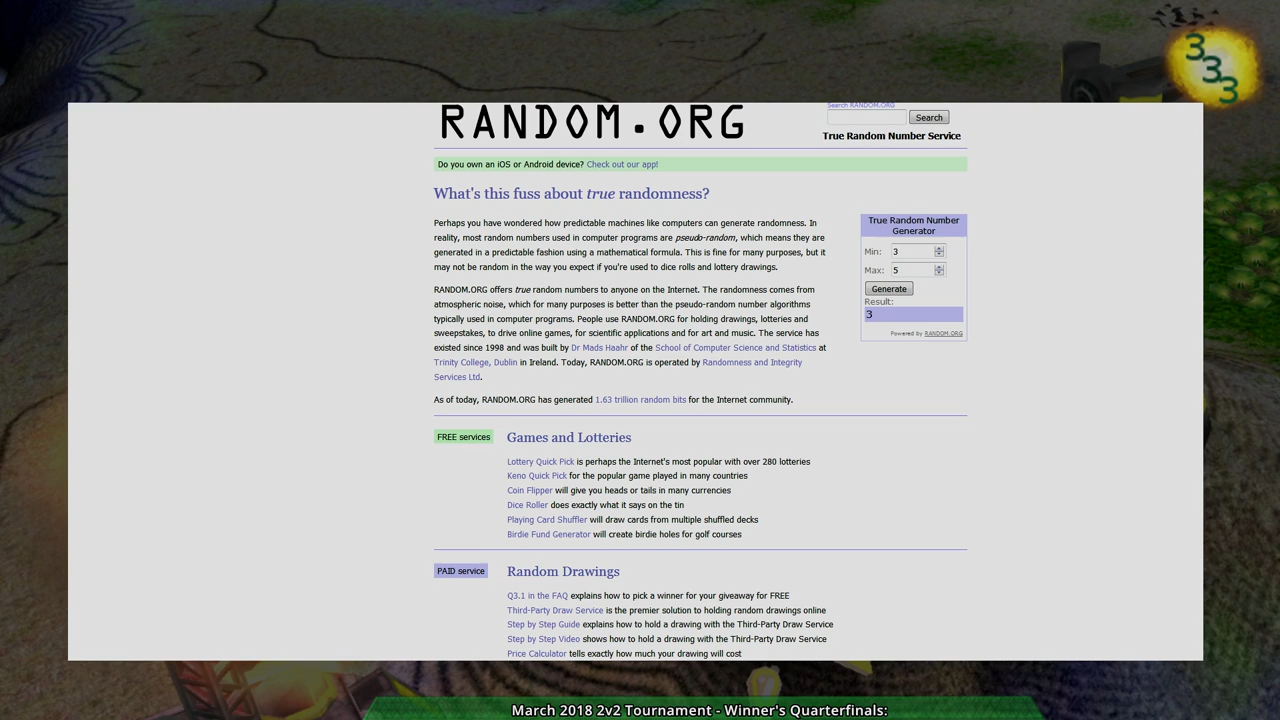 3
3
3
RANDOM.ORG
Search RANDOM.ORG
Search
True Random Number Service
Do you own an iOS or Android device? Check out our app!
What's this fuss about true randomness?
Perhaps you have wondered how predictable machines like computers can generate randomness. In
reality, most random numbers used in computer programs are pseudo-random, which means they are
generated in a predictable fashion using a mathematical formula. This is fine for many purposes, but it
may not be random in the way you expect if you're used to dice rolls and lottery drawings.
RANDOM.ORG offers true random numbers to anyone on the Internet. The randomness comes from
atmospheric noise, which for many purposes is better than the pseudo-random number algorithms
typically used in computer programs. People use RANDOM.ORG for holding drawings, lotteries and
sweepstakes, to drive online games, for scientific applications and for art and music. The service has
existed since 1998 and was built by Dr Mads Haahr of the School of Computer Science and Statistics at
Trinity College, Dublin in Ireland. Today, RANDOM.ORG is operated by Randomness and Integrity
Services Ltd.
As of today, RANDOM.ORG has generated 1.63 trillion random bits for the Internet community.
True Random Number
Generator
Min: 3
Max: 5
Generate
Result:
3
Powered by RANDOM.ORG
FREE services
Games and Lotteries
Lottery Quick Pick is perhaps the Internet's most popular with over 280 lotteries
Keno Quick Pick for the popular game played in many countries
Coin Flipper will give you heads or tails in many currencies
Dice Roller does exactly what it says on the tin
Playing Card Shuffler will draw cards from multiple shuffled decks
Birdie Fund Generator will create birdie holes for golf courses
PAID service
Random Drawings
Q3.1 in the FAQ explains how to pick a winner for your giveaway for FREE
Third-Party Draw Service is the premier solution to holding random drawings online
Step by Step Guide explains how to hold a drawing with the Third-Party Draw Service
Step by Step Video shows how to hold a drawing with the Third-Party Draw Service
Price Calculator tells exactly how much your drawing will cost
March 2018 2v2 Tournament - Winner's Quarterfinals: